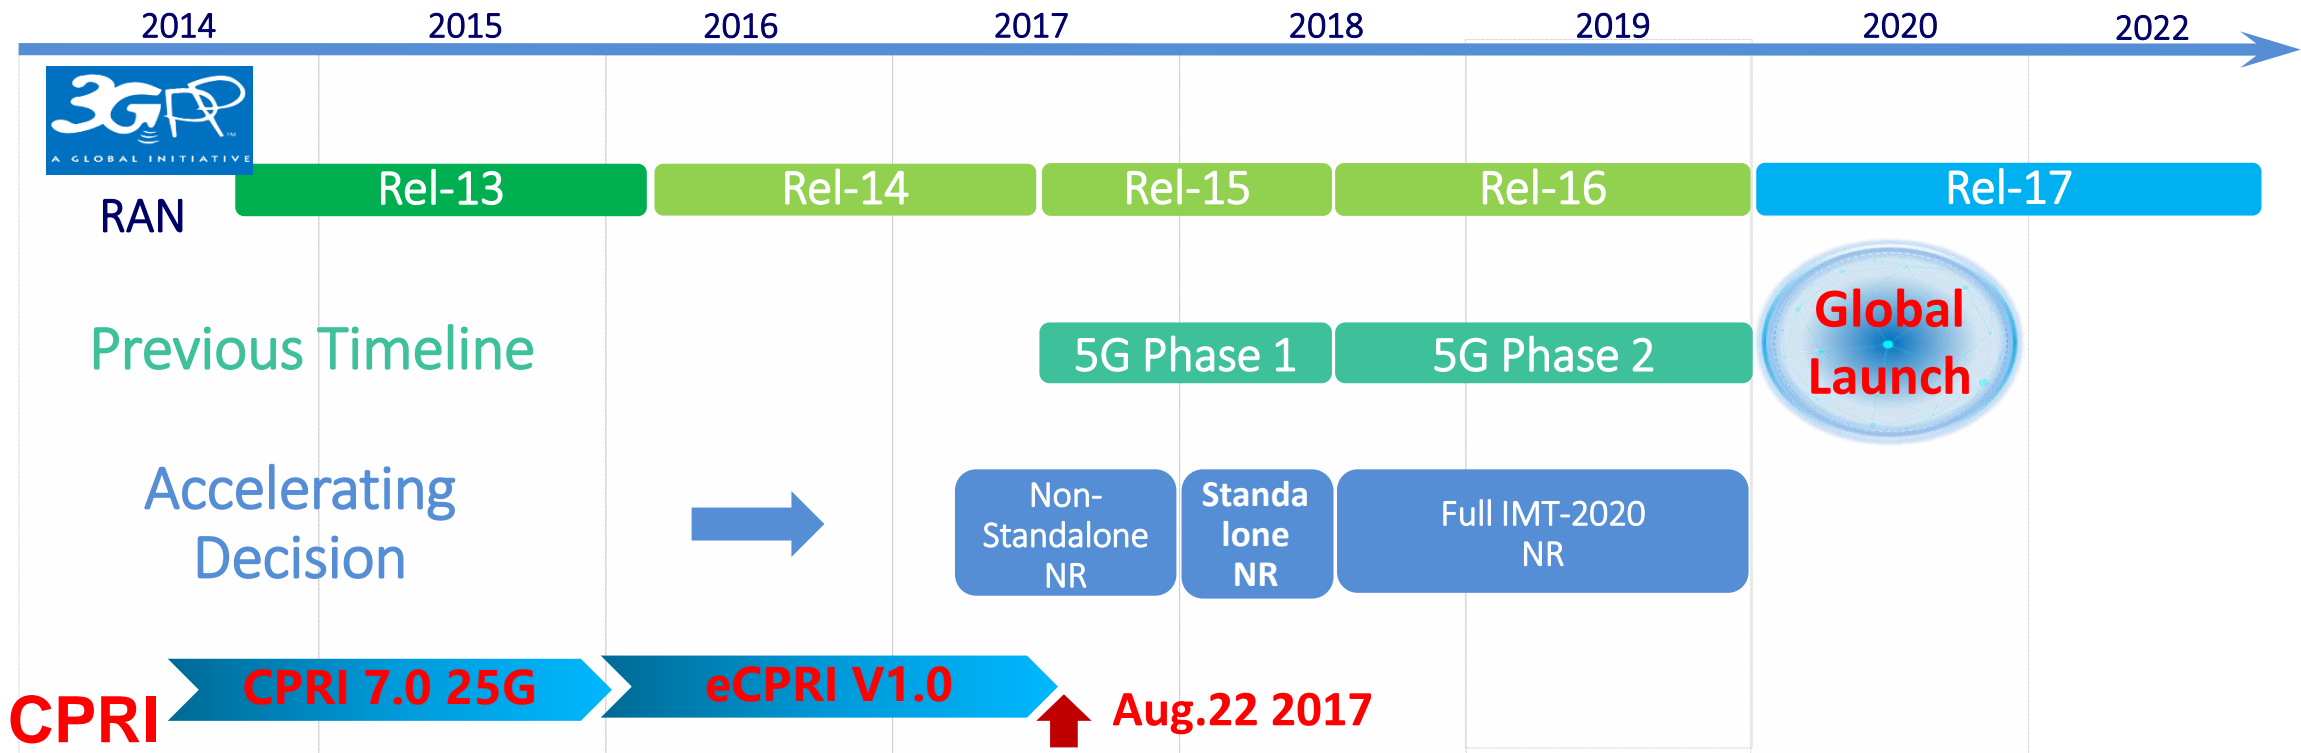 2014 2015 2016 2017 2018 2019 2020 2022
3GPP™
A GLOBAL INITIATIVE
RAN
Rel-13 Rel-14 Rel-15 Rel-16 Rel-17
Previous Timeline
5G Phase 1 5G Phase 2
Global
Launch
Accelerating
Decision
Non-
Standalone
NR
Standa
lone
NR
Full IMT-2020
NR
CPRI
CPRI 7.0 25G
eCPRI V1.0
Aug.22 2017